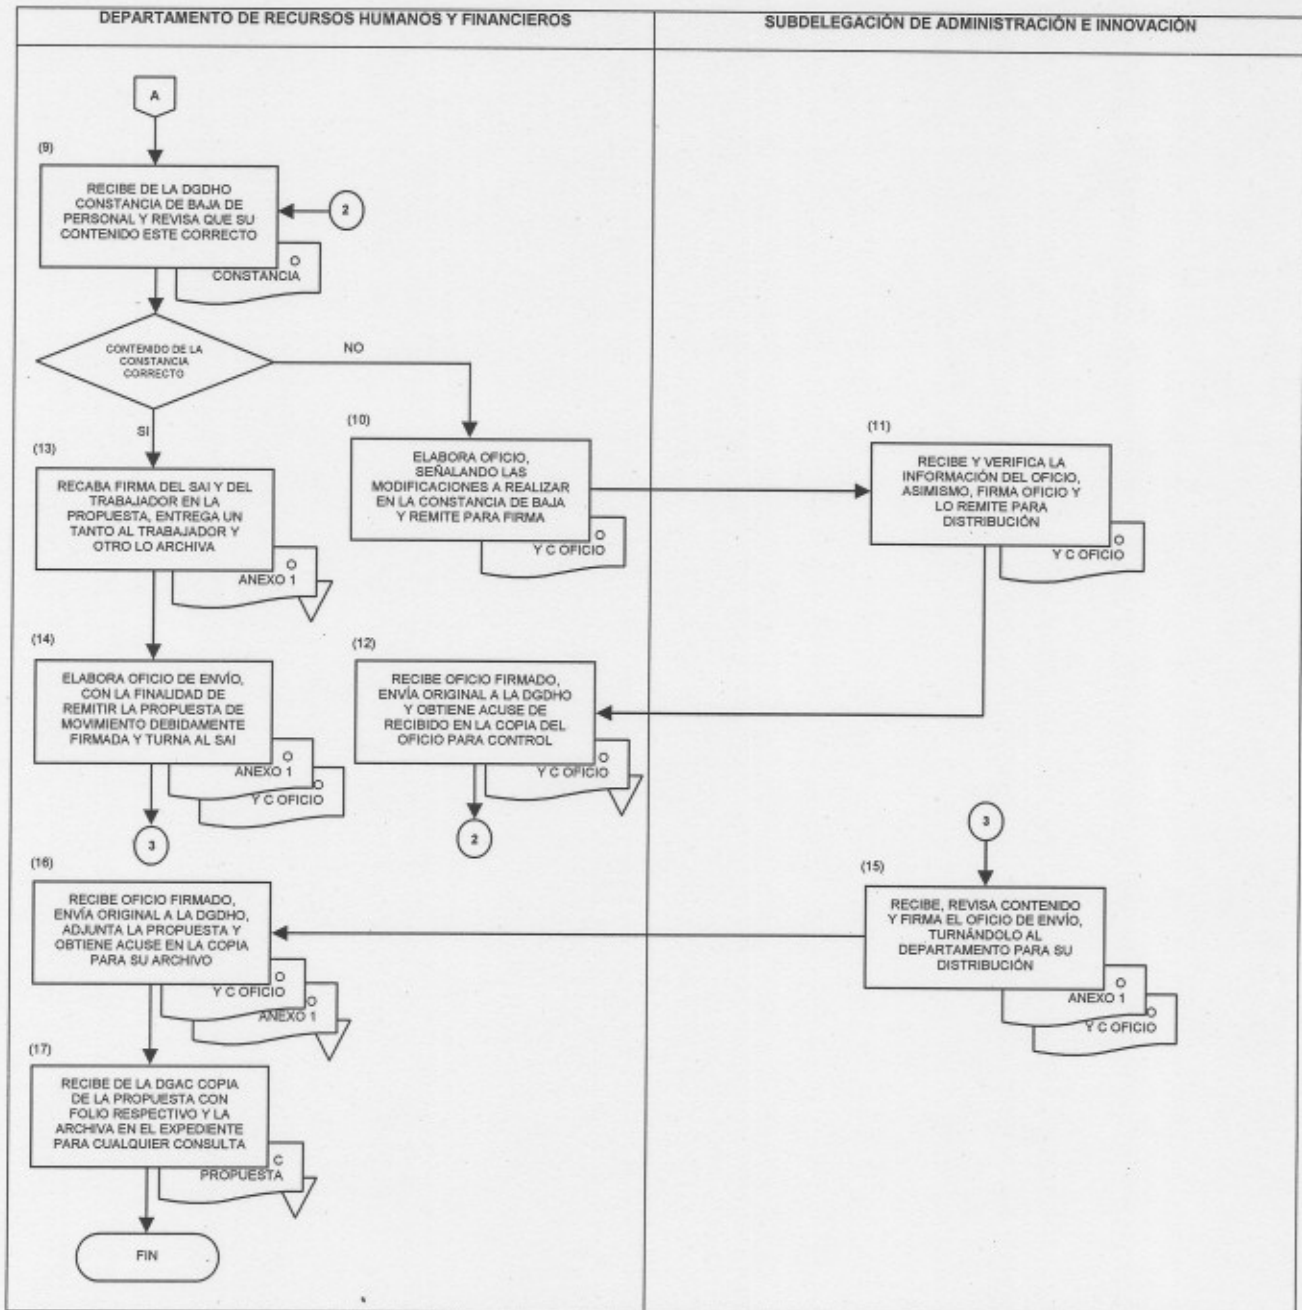 DEPARTAMENTO DE RECURSOS HUMANOS Y FINANCIEROS
SUBDELEGACIÓN DE ADMINISTRACIÓN E INNOVACIÓN
A
(9)
RECIBE DE LA DGDHO
CONSTANCIA DE BAJA DE
PERSONAL Y REVISA QUE SU
CONTENIDO ESTE CORRECTO
2
O
CONSTANCIA
CONTENIDO DE LA
CONSTANCIA
CORRECTO
NO
SI
(10)
ELABORA OFICIO,
SEÑALANDO LAS
MODIFICACIONES A REALIZAR
EN LA CONSTANCIA DE BAJA
Y REMITE PARA FIRMA
O
Y C OFICIO
(11)
RECIBE Y VERIFICA LA
INFORMACIÓN DEL OFICIO,
ASIMISMO, FIRMA OFICIO Y
LO REMITE PARA
DISTRIBUCIÓN
O
Y C OFICIO
(13)
RECABA FIRMA DEL SAI Y DEL
TRABAJADOR EN LA
PROPUESTA, ENTREGA UN
TANTO AL TRABAJADOR Y
OTRO LO ARCHIVA
O
ANEXO 1
(14)
ELABORA OFICIO DE ENVÍO,
CON LA FINALIDAD DE
REMITIR LA PROPUESTA DE
MOVIMIENTO DEBIDAMENTE
FIRMADA Y TURNA AL SAI
O
ANEXO 1
O
Y C OFICIO
3
(12)
RECIBE OFICIO FIRMADO,
ENVÍA ORIGINAL A LA DGDHO
Y OBTIENE ACUSE DE
RECIBIDO EN LA COPIA DEL
OFICIO PARA CONTROL
O
Y C OFICIO
2
3
(15)
RECIBE, REVISA CONTENIDO
Y FIRMA EL OFICIO DE ENVÍO,
TURNÁNDOLO AL
DEPARTAMENTO PARA SU
DISTRIBUCIÓN
O
ANEXO 1
O
Y C OFICIO
(16)
RECIBE OFICIO FIRMADO,
ENVÍA ORIGINAL A LA DGDHO,
ADJUNTA LA PROPUESTA Y
OBTIENE ACUSE EN LA COPIA
PARA SU ARCHIVO
O
Y C OFICIO
O
ANEXO 1
(17)
RECIBE DE LA DGAC COPIA
DE LA PROPUESTA CON
FOLIO RESPECTIVO Y LA
ARCHIVA EN EL EXPEDIENTE
PARA CUALQUIER CONSULTA
C
PROPUESTA
FIN